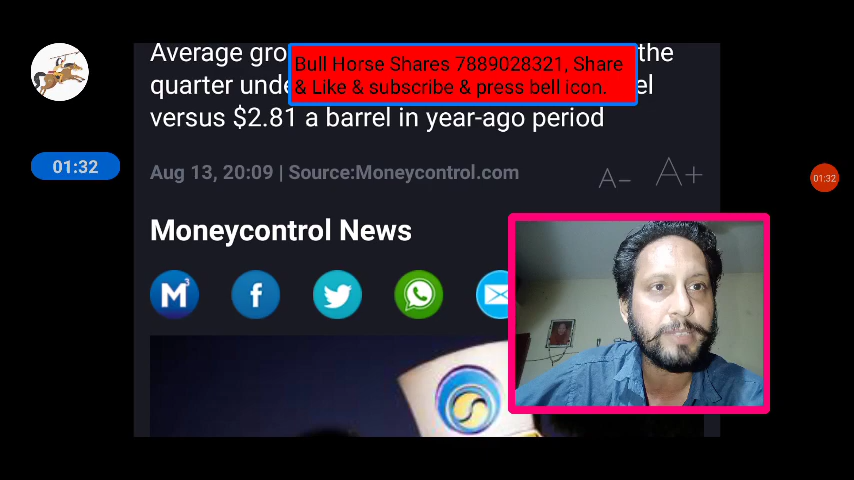 Average gro
the
Bull Horse Shares 7889028321, Share
& Like & subscribe & press bell icon.
quarter unde
el
versus $2.81 a barrel in year-ago period
01:32
Aug 13, 20:09 | Source:Moneycontrol.com
A- A+
01:32
Moneycontrol News
M3
f